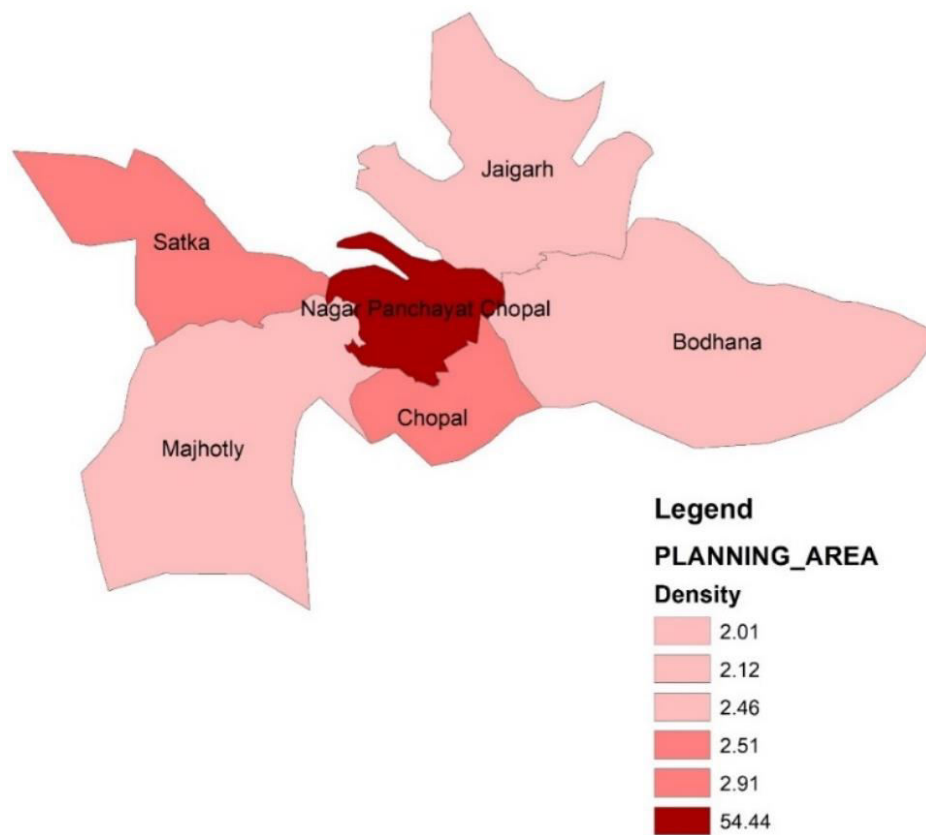 Jaigarh
Satka
Nagar Panchayat Chopal
Bodhana
Chopal
Majhotly
Legend
PLANNING_AREA
Density
2.01
2.12
2.46
2.51
2.91
54.44